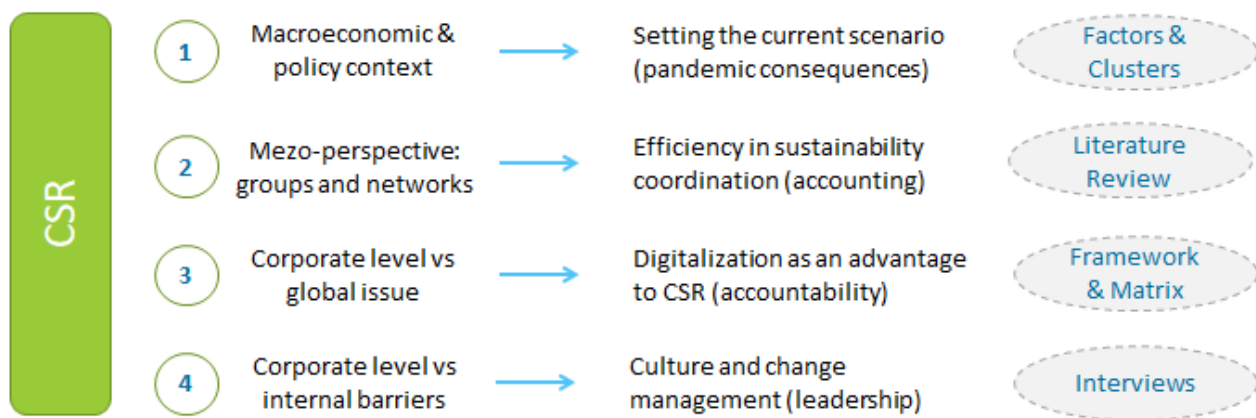 CSR
1
Macroeconomic &
policy context
Setting the current scenario
(pandemic consequences)
Factors &
Clusters
2
Mezo-perspective:
groups and networks
Efficiency in sustainability
coordination (accounting)
Literature
Review
3
Corporate level vs
global issue
Digitalization as an advantage
to CSR (accountability)
Framework
& Matrix
4
Corporate level vs
internal barriers
Culture and change
management (leadership)
Interviews